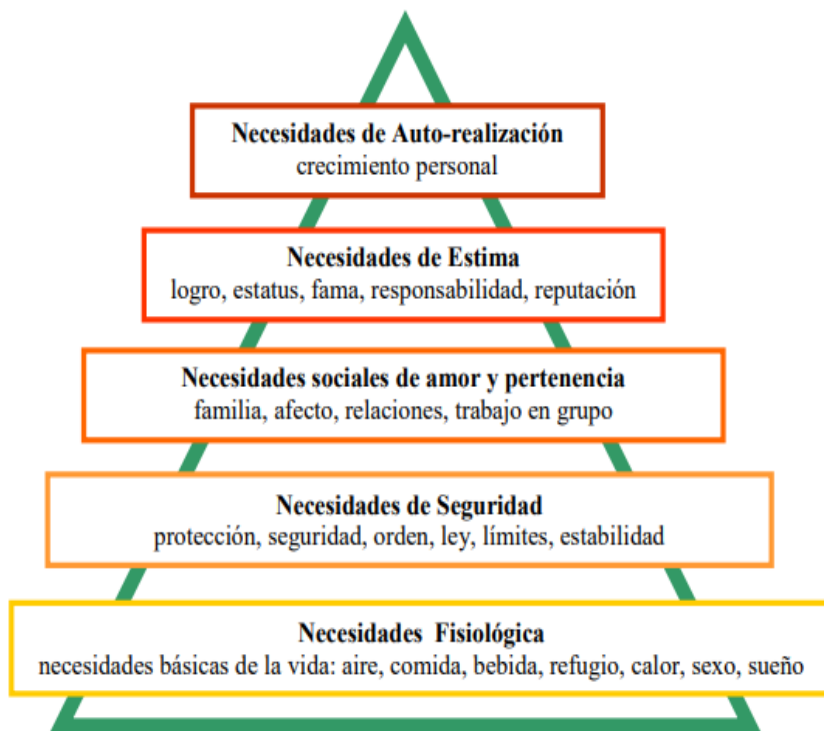 Necesidades de Auto-realización
crecimiento personal
Necesidades de Estima
logro, estatus, fama, responsabilidad, reputación
Necesidades sociales de amor y pertenencia
familia, afecto, relaciones, trabajo en grupo
Necesidades de Seguridad
protección, seguridad, orden, ley, límites, estabilidad
Necesidades Fisiológica
necesidades básicas de la vida: aire, comida, bebida, refugio, calor, sexo, sueño